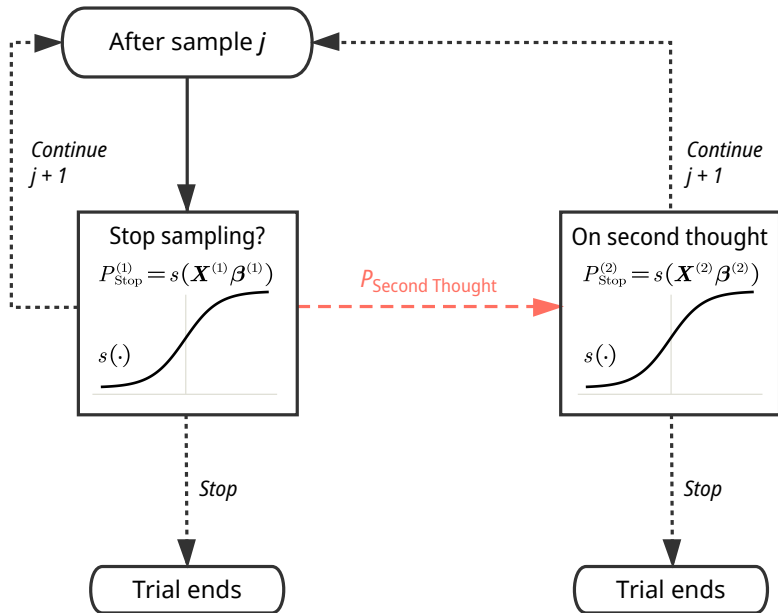 After sample j
Continue
j + 1
Continue
j + 1
Stop sampling?
P_Stop^(1) = s(X^(1)β^(1))
s(·)
P_Second Thought
On second thought
P_Stop^(2) = s(X^(2)β^(2))
s(·)
Stop
Stop
Trial ends
Trial ends